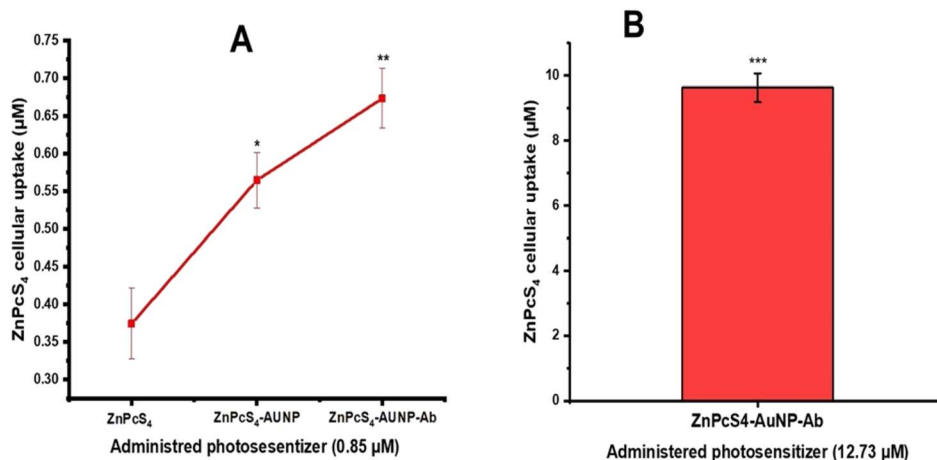 A
ZnPcS₄ cellular uptake (μM)
0.75
0.70
0.65
0.60
0.55
0.50
0.45
0.40
0.35
0.30
*
**
ZnPcS₄
ZnPcS₄-AUNP
ZnPcS₄-AUNP-Ab
Administred photosesentizer (0.85 μM)
B
ZnPcS₄ cellular uptake (μM)
10
8
6
4
2
0
***
ZnPcS4-AuNP-Ab
Administered photosensitizer (12.73 μM)